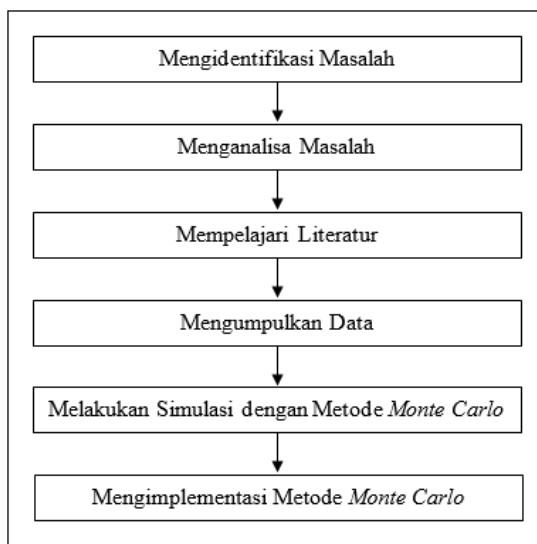 Mengidentifikasi Masalah
Menganalisa Masalah
Mempelajari Literatur
Mengumpulkan Data
Melakukan Simulasi dengan Metode Monte Carlo
Mengimplementasi Metode Monte Carlo